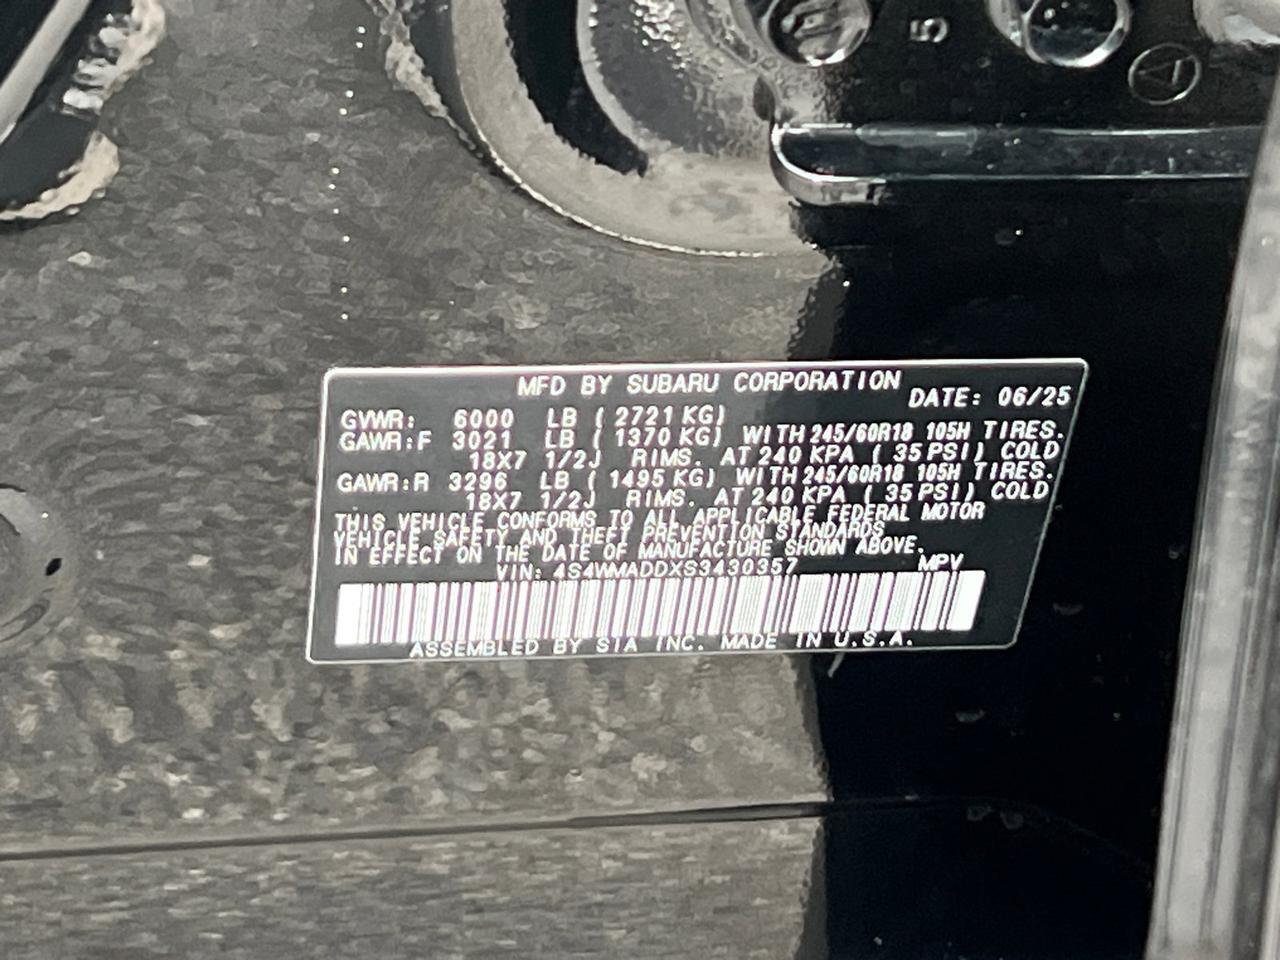 5
MFD BY SUBARU CORPORATION
DATE: 06/25
GVWR: 6000 LB ( 2721 KG)
GAWR:F 3021 LB ( 1370 KG) WITH 245/60R18 105H TIRES.
18X7 1/2J RIMS. AT 240 KPA ( 35 PSI) COLD
GAWR:R 3296 LB ( 1495 KG) WITH 245/60R18 105H TIRES.
18X7 1/2J RIMS. AT 240 KPA ( 35 PSI) COLD
THIS VEHICLE CONFORMS TO ALL APPLICABLE FEDERAL MOTOR
VEHICLE SAFETY AND THEFT PREVENTION STANDARDS
IN EFFECT ON THE DATE OF MANUFACTURE SHOWN ABOVE.
VIN: 4S4WMADDXS3430357 MPV
ASSEMBLED BY SIA INC. MADE IN U.S.A.